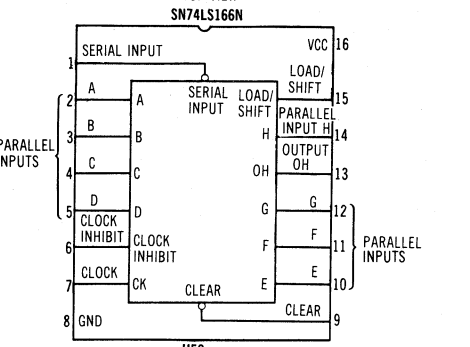 SN74LS166N
VCC 16
SERIAL INPUT
1
LOAD/
SHIFT
15
A
2
A
SERIAL
INPUT
LOAD/
SHIFT
PARALLEL
INPUT H
14
H
B
3
B
PARALLEL
INPUTS
OUTPUT
OH
13
OH
C
4
C
G
G
12
D
5
D
CLOCK
INHIBIT
6
CLOCK
INHIBIT
F
F
11
PARALLEL
INPUTS
CLOCK
7
CK
E
E
10
CLEAR
CLEAR
9
8 GND